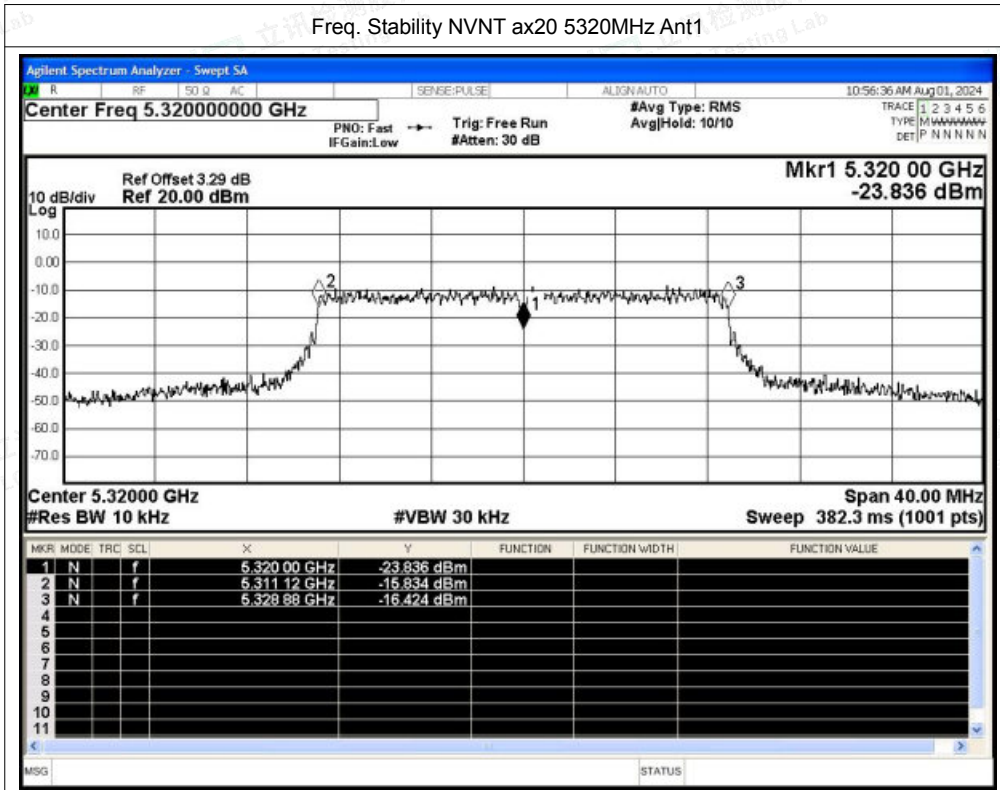 Freq. Stability NVNT ax20 5320MHz Ant1
Agilent Spectrum Analyzer - Swept SA
LXI R RF 50 Ω AC SENSE:PULSE ALIGNAUTO 10:56:36 AM Aug 01, 2024
Center Freq 5.320000000 GHz
PNO: Fast
IFGain:Low
Trig: Free Run
#Atten: 30 dB
#Avg Type: RMS
Avg|Hold: 10/10
TRACE 1 2 3 4 5 6
TYPE M WWWWW
DET P N N N N N
Mkr1 5.320 00 GHz
-23.836 dBm
Ref Offset 3.29 dB
10 dB/div Ref 20.00 dBm
Log
10.0
0.00
-10.0
-20.0
-30.0
-40.0
-50.0
-60.0
-70.0
2
1
3
Center 5.32000 GHz Span 40.00 MHz
#Res BW 10 kHz #VBW 30 kHz Sweep 382.3 ms (1001 pts)
MKR MODE TRC SCL X Y FUNCTION FUNCTION WIDTH FUNCTION VALUE
1 N f 5.320 00 GHz -23.836 dBm
2 N f 5.311 12 GHz -15.834 dBm
3 N f 5.328 88 GHz -16.424 dBm
4
5
6
7
8
9
10
11
MSG STATUS